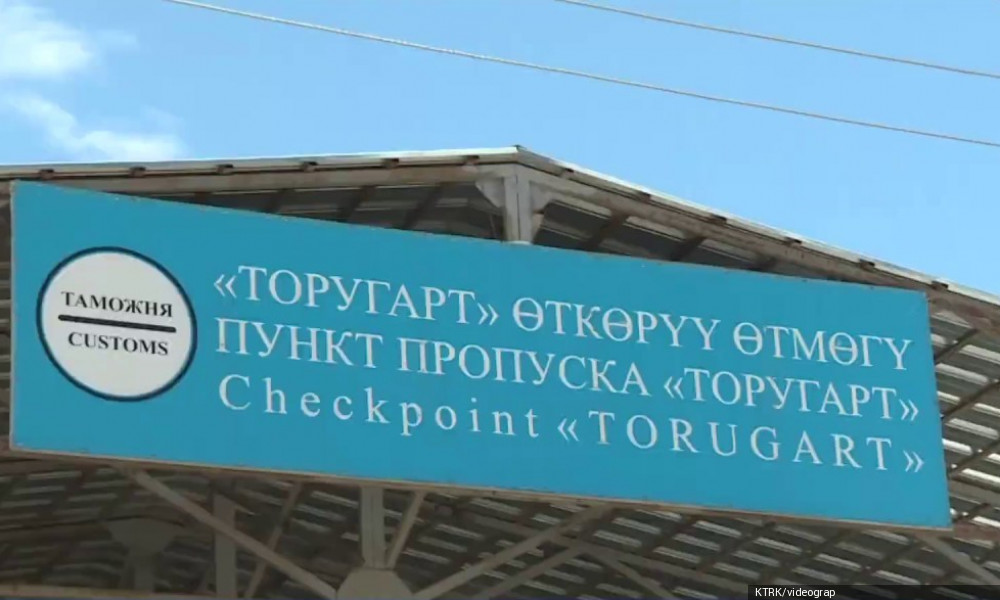 ТАМОЖНЯ
CUSTOMS
«ТОРУГАРТ» ӨТКӨРҮҮ ӨТМӨГҮ
ПУНКТ ПРОПУСКА «ТОРУГАРТ»
Checkpoint «TORUGART»
KTRK/videograp